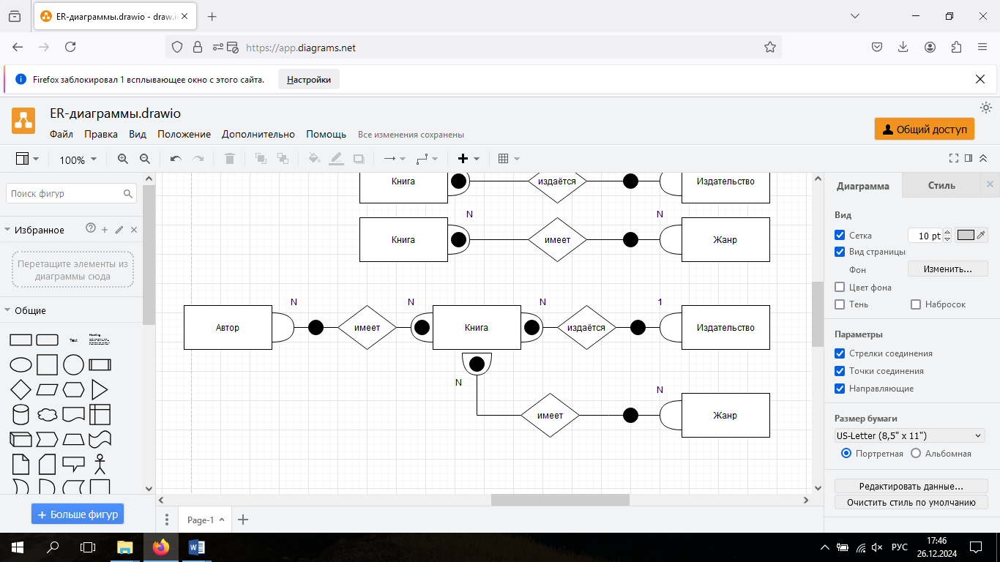 ER-диаграммы.drawio - draw.i
https://app.diagrams.net
Firefox заблокировал 1 всплывающее окно с этого сайта.
Настройки
ER-диаграммы.drawio
Файл Правка Вид Положение Дополнительно Помощь Все изменения сохранены
Общий доступ
100%
Поиск фигур
Избранное
Перетащите элементы из
диаграммы сюда
Общие
Text
Heading
Больше фигур
Книга издаётся Издательство
N N
Книга имеет Жанр
N N N 1
Автор имеет Книга издаётся Издательство
N N
имеет Жанр
Диаграмма Стиль
Вид
Сетка 10 pt
Вид страницы
Фон Изменить...
Цвет фона
Тень Набросок
Параметры
Стрелки соединения
Точки соединения
Направляющие
Размер бумаги
US-Letter (8,5" x 11")
Портретная Альбомная
Редактировать данные...
Очистить стиль по умолчанию
Page-1
РУС
17:46
26.12.2024